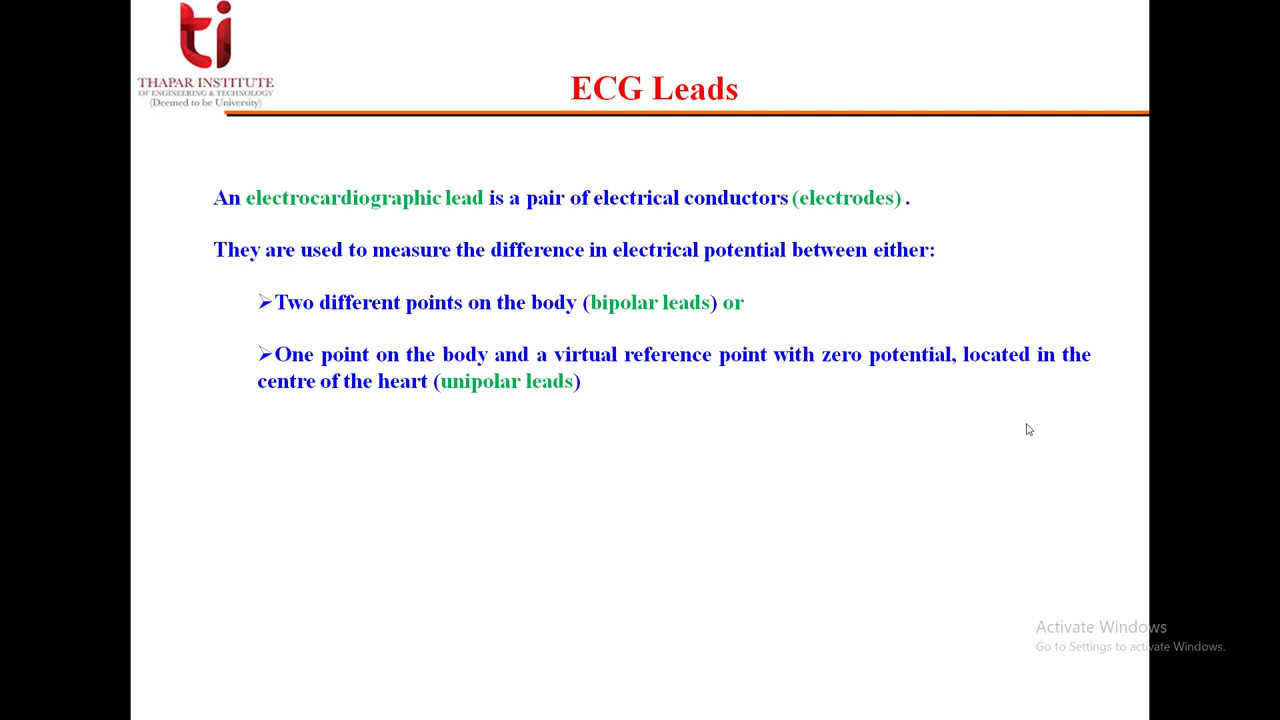 THAPAR INSTITUTE
OF ENGINEERING & TECHNOLOGY
(Deemed to be University)
ECG Leads
An electrocardiographic lead is a pair of electrical conductors (electrodes) .
They are used to measure the difference in electrical potential between either:
➢Two different points on the body (bipolar leads) or
➢One point on the body and a virtual reference point with zero potential, located in the
centre of the heart (unipolar leads)
Activate Windows
Go to Settings to activate Windows.